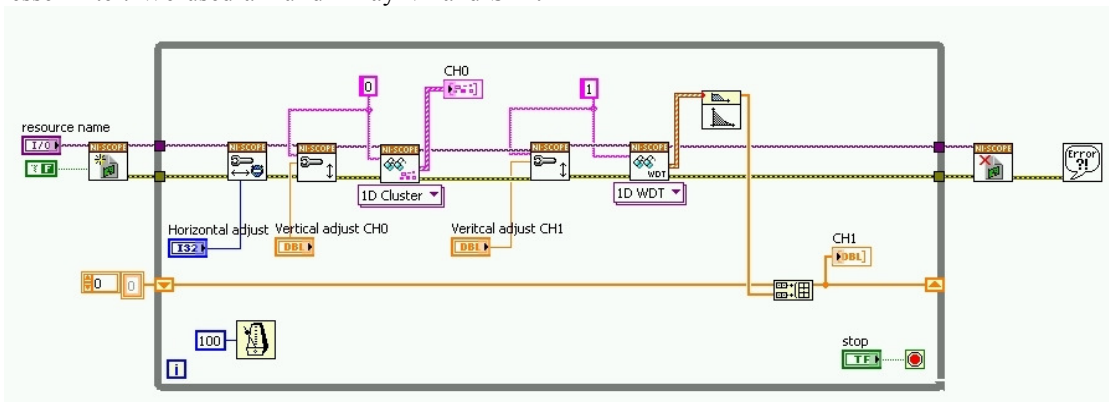 CH0
0
1
resource name
I/O
NI-SCOPE
NI-SCOPE
NI-SCOPE
NI-SCOPE
NI-SCOPE
NI-SCOPE
NI-SCOPE
TF
WDT
Error
?!
1D Cluster
1D WDT
Horizontal adjust
Vertical adjust CH0
Veritcal adjust CH1
I32
DBL
DBL
CH1
DBL
0
0
100
stop
TF
i